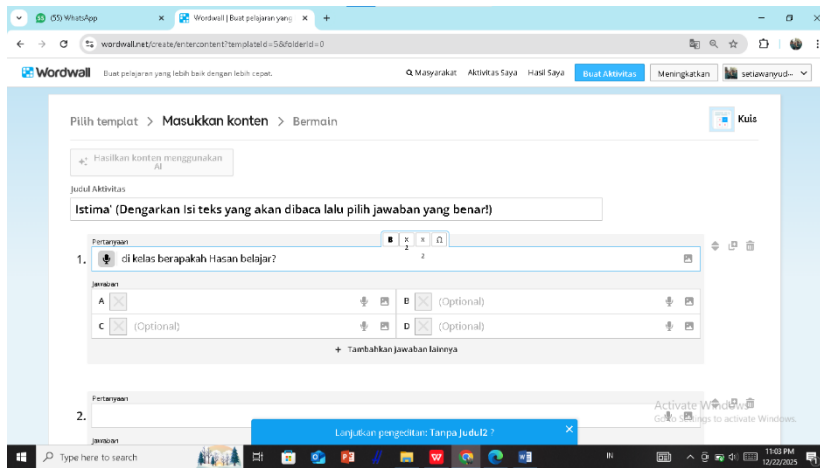 (55) WhatsApp
Wordwall | Buat pelajaran yang
wordwall.net/create/entercontent?templateId=5&folderId=0
Wordwall Buat pelajaran yang lebih baik dengan lebih cepat. Masyarakat Aktivitas Saya Hasil Saya Buat Aktivitas Meningkatkan setiawanyud...
Pilih templat > Masukkan konten > Bermain Kuis
Hasilkan konten menggunakan
AI
Judul Aktivitas
Istima' (Dengarkan Isi teks yang akan dibaca lalu pilih jawaban yang benar!)
Pertanyaan
B x2 x2 Ω
1. di kelas berapakah Hasan belajar?
Jawaban
A B (Optional)
C (Optional) D (Optional)
+ Tambahkan jawaban lainnya
Pertanyaan
2.
Jawaban
Activate Windows
Go to Settings to activate Windows.
Lanjutkan pengeditan: Tanpa Judul2 ?
Type here to search
IN
11:03 PM
12/22/2025